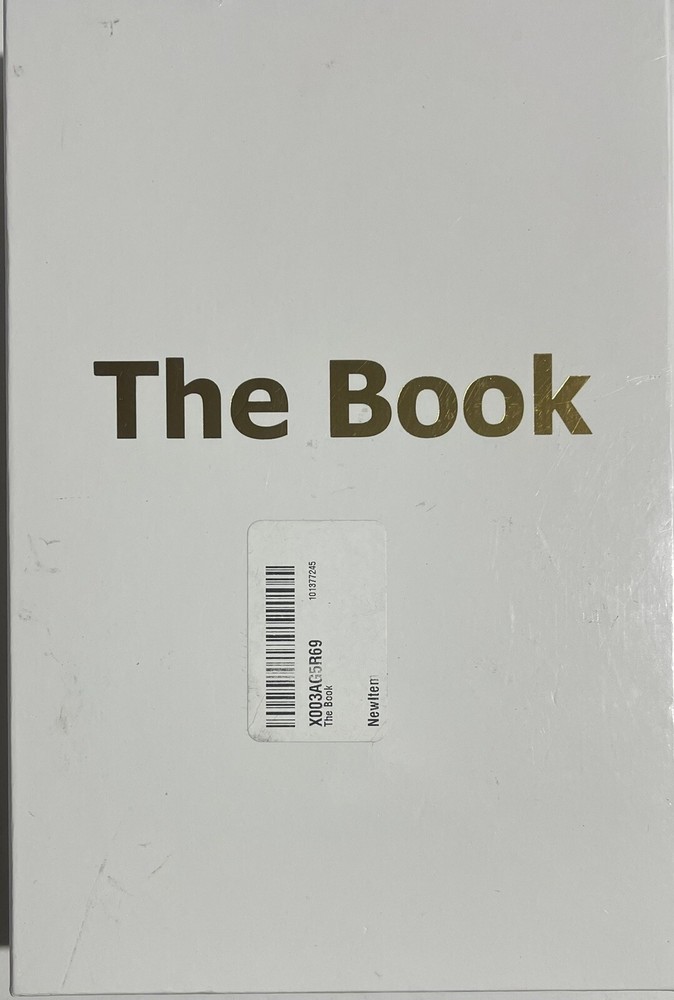 The Book
X003AG5R69
101377245
The Book
NewItem